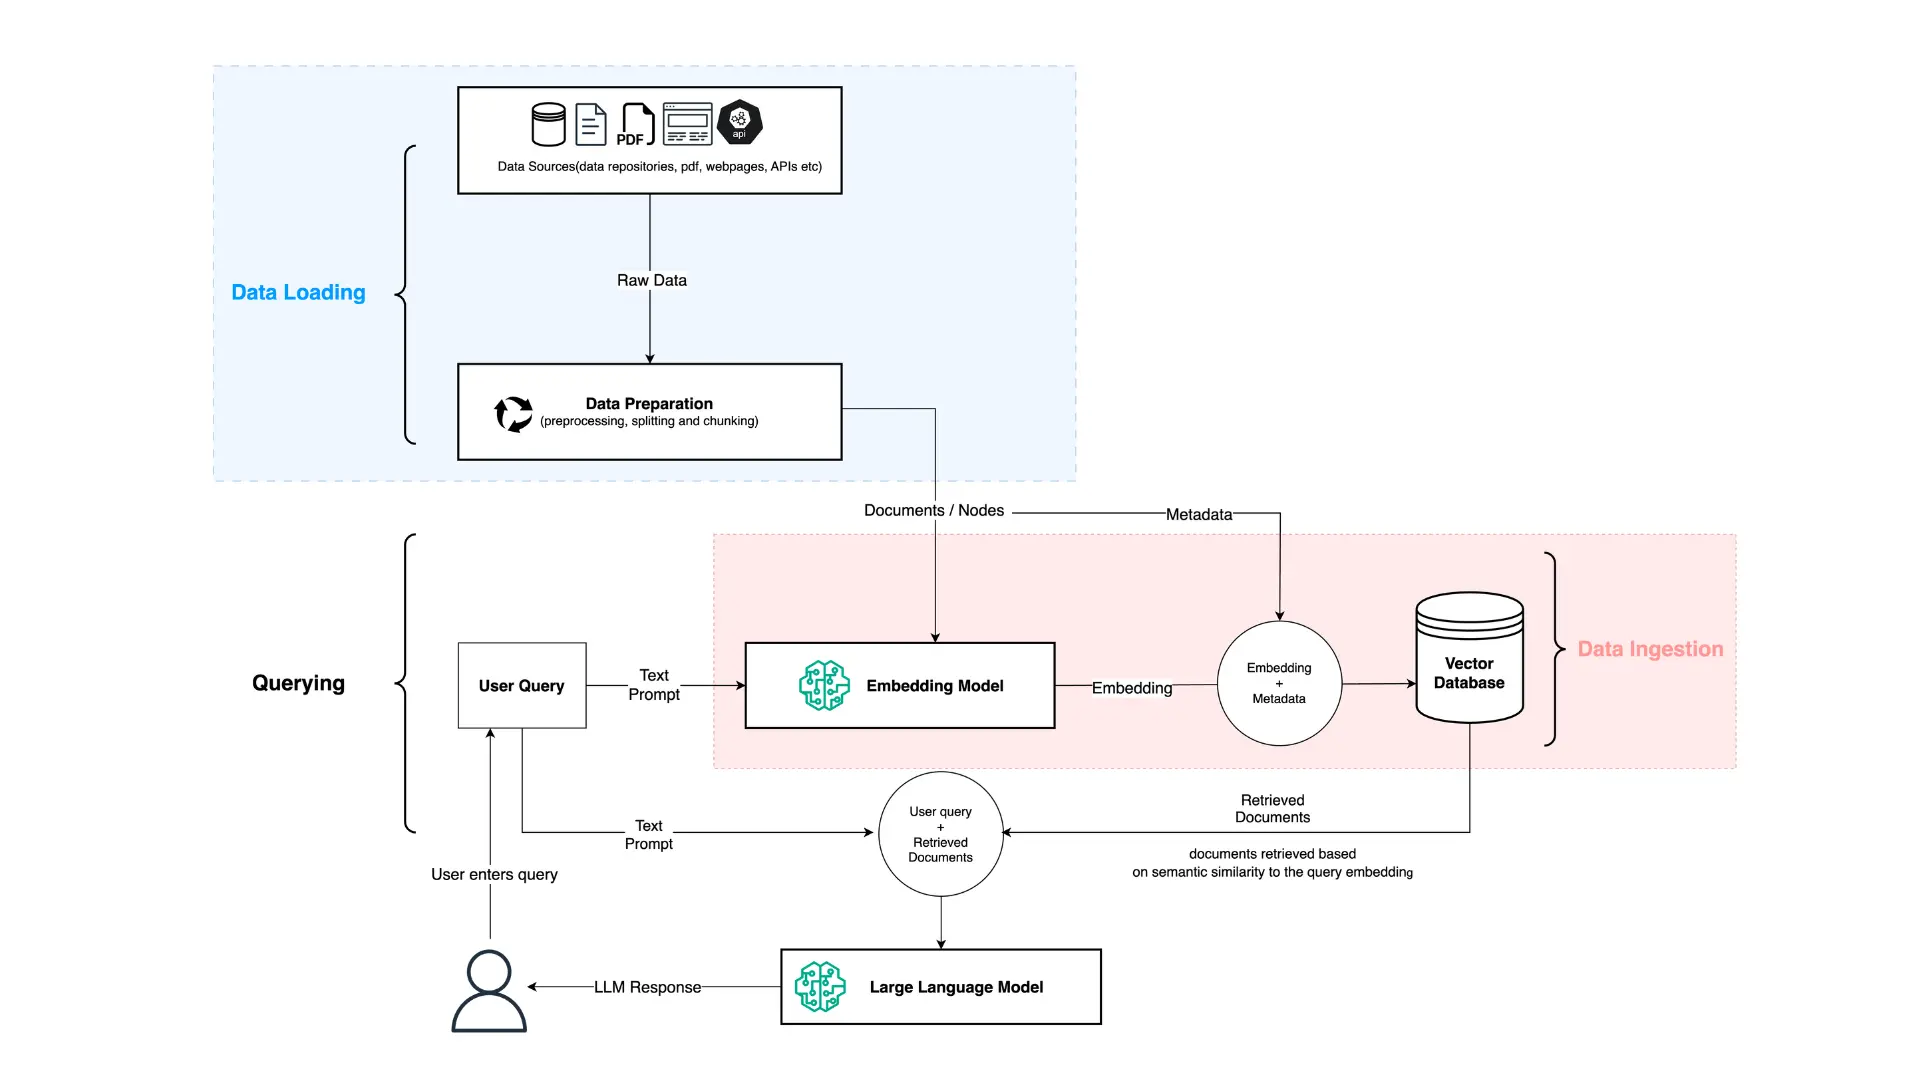 PDF
api
Data Sources(data repositories, pdf, webpages, APIs etc)
Raw Data
Data Loading
Data Preparation
(preprocessing, splitting and chunking)
Documents / Nodes
Metadata
Querying
User Query
Text
Prompt
Embedding Model
Embedding
Embedding
+
Metadata
Vector
Database
Data Ingestion
Text
Prompt
User query
+
Retrieved
Documents
Retrieved
Documents
documents retrieved based
on semantic similarity to the query embedding
User enters query
LLM Response
Large Language Model